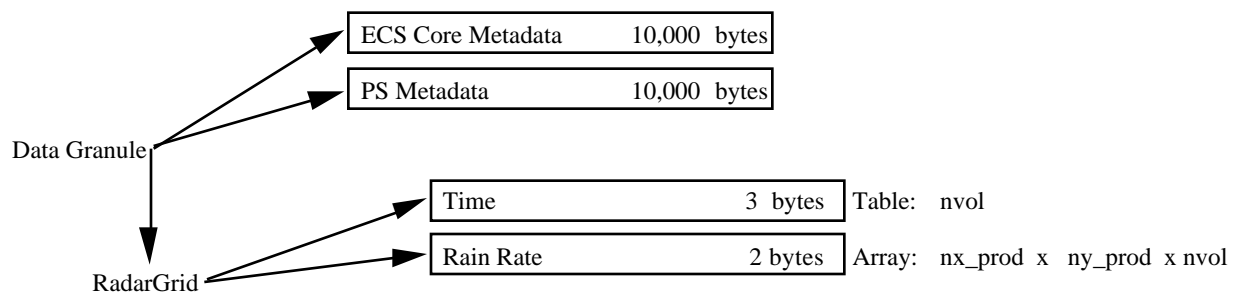 ECS Core Metadata 10,000 bytes
PS Metadata 10,000 bytes
Data Granule
Time 3 bytes Table: nvol
Rain Rate 2 bytes Array: nx_prod x ny_prod x nvol
RadarGrid